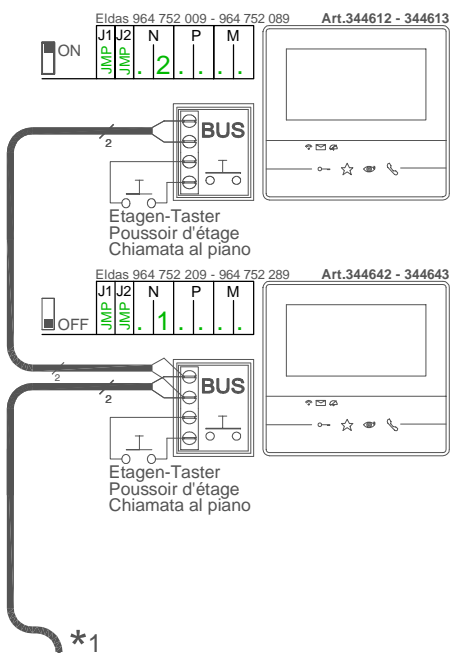 Eldas 964 752 009 - 964 752 089 Art.344612 - 344613
ON
J1 J2 N P M
JMP JMP . 2 . . . .
BUS
2
Etagen-Taster
Poussoir d'étage
Chiamata al piano
Eldas 964 752 209 - 964 752 289 Art.344642 - 344643
OFF
J1 J2 N P M
JMP JMP . 1 . . . .
BUS
2
2
Etagen-Taster
Poussoir d'étage
Chiamata al piano
*1